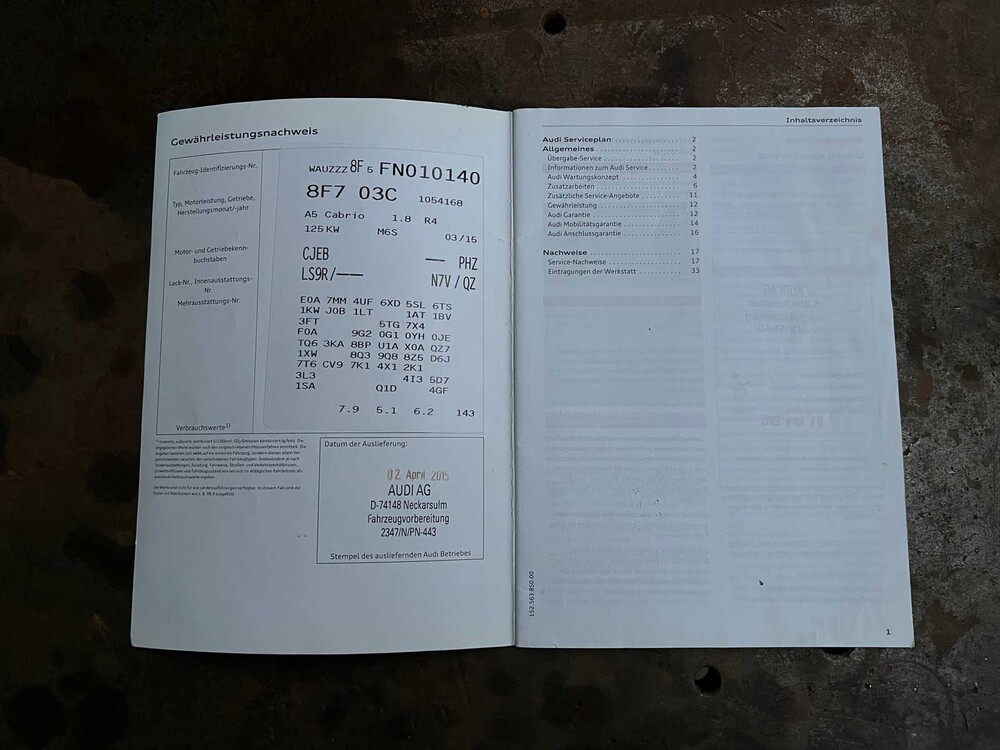 Gewährleistungsnachweis
Fahrzeug-Identifizierungs-Nr.
WAUZZZ 8F 5 FN010140
8F7 03C 1054168
Typ, Motorleistung, Getriebe,
Herstellungsmonat/-jahr
A5 Cabrio 1.8 R4
125 KW M6S 03/15
Motor- und Getriebekenn-
buchstaben
CJEB — PHZ
Lack-Nr., Innenausstattungs-
Nr.
LS9R/—— N7V / QZ
Mehrausstattungs-Nr.
E0A 7MM 4UF 6XD 5SL 6TS
1KW J0B 1LT 1AT 1BV
3FT 5TG 7X4
F0A 9G2 0G1 0YH 0JE
TQ6 3KA 8BP U1A X0A QZ7
1XW 8Q3 9Q8 8Z5 D6J
7T6 CV9 7K1 4X1 2K1
3L3 4I3 5D7
1SA Q1D 4GF
Verbrauchswerte1)
7.9 5.1 6.2 143
Datum der Auslieferung:
02. April 2015
AUDI AG
D-74148 Neckarsulm
Fahrzeugvorbereitung
2347/N/PN-443
Stempel des ausliefernden Audi Betriebes
Inhaltsverzeichnis
Audi Serviceplan 2
Allgemeines 2
Übergabe-Service 2
Informationen zum Audi Service 2
Audi Wartungskonzept 4
Zusatzarbeiten 6
Zusätzliche Service-Angebote 11
Gewährleistung 12
Audi Garantie 12
Audi Mobilitätsgarantie 14
Audi Anschlussgarantie 16
Nachweise 17
Service-Nachweise 17
Eintragungen der Werkstatt 33
152.563.850.00
1